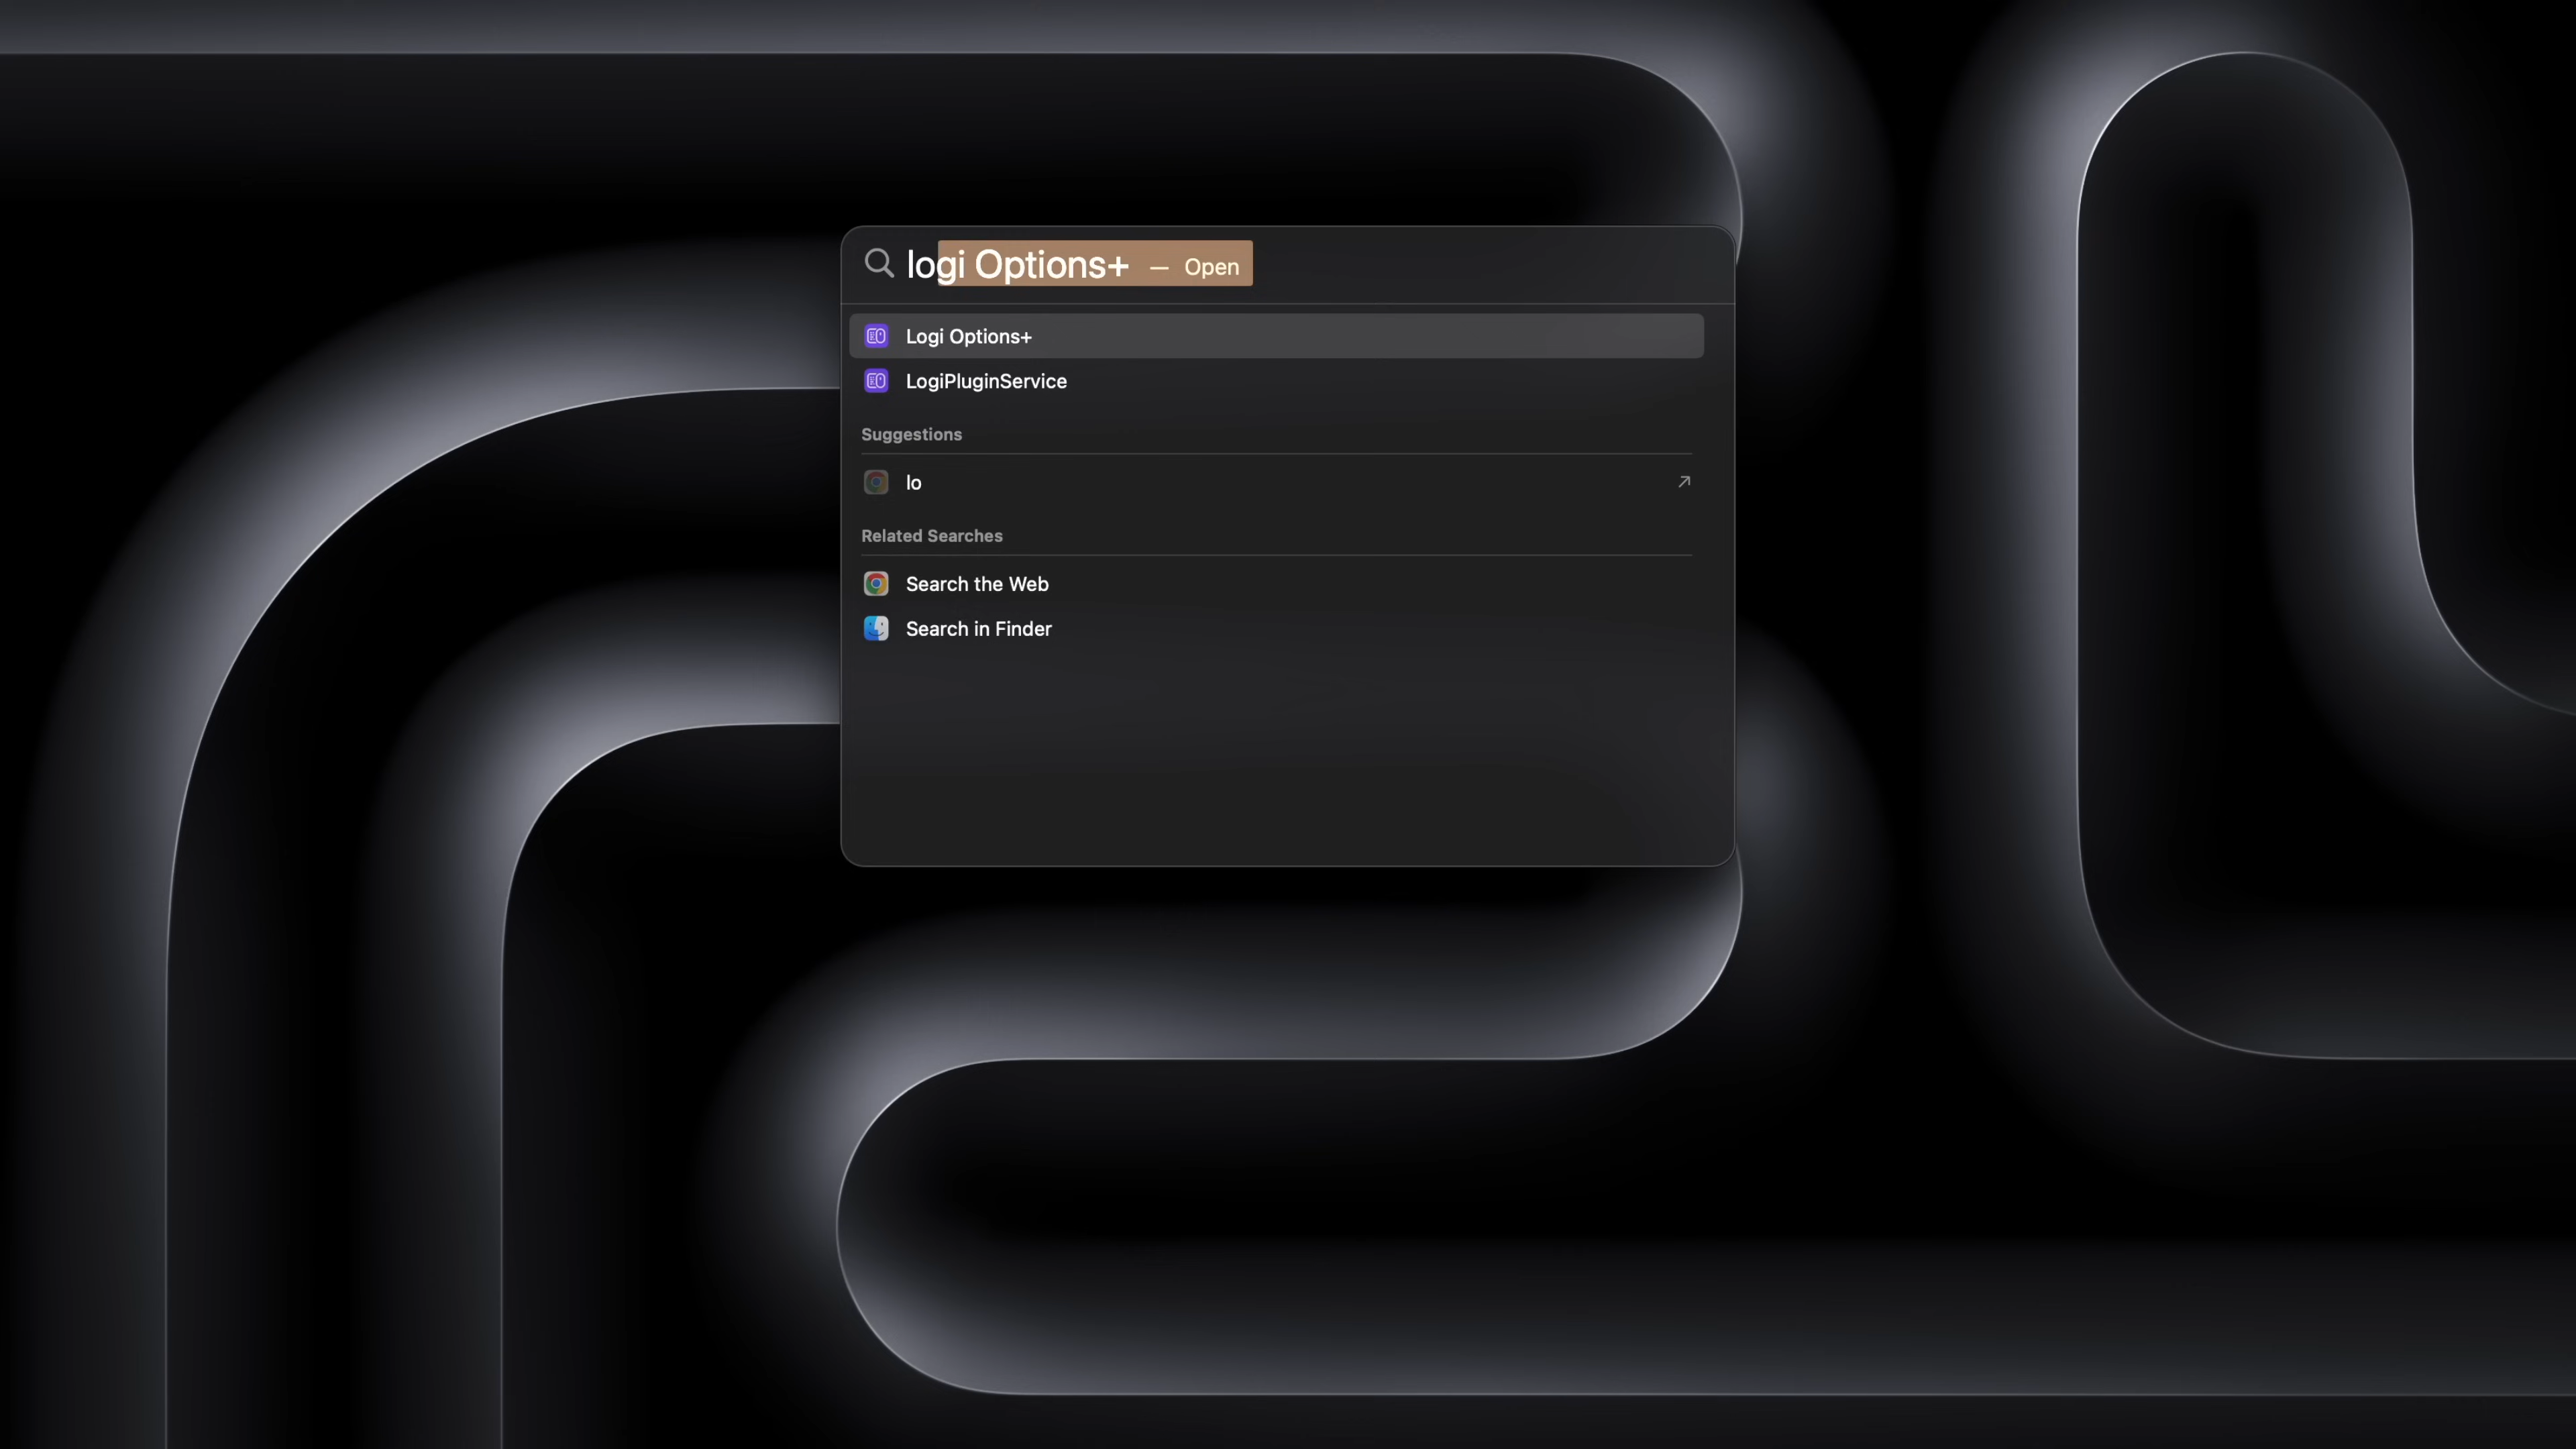 logi Options+ — Open
Logi Options+
LogiPluginService
Suggestions
lo
Related Searches
Search the Web
Search in Finder